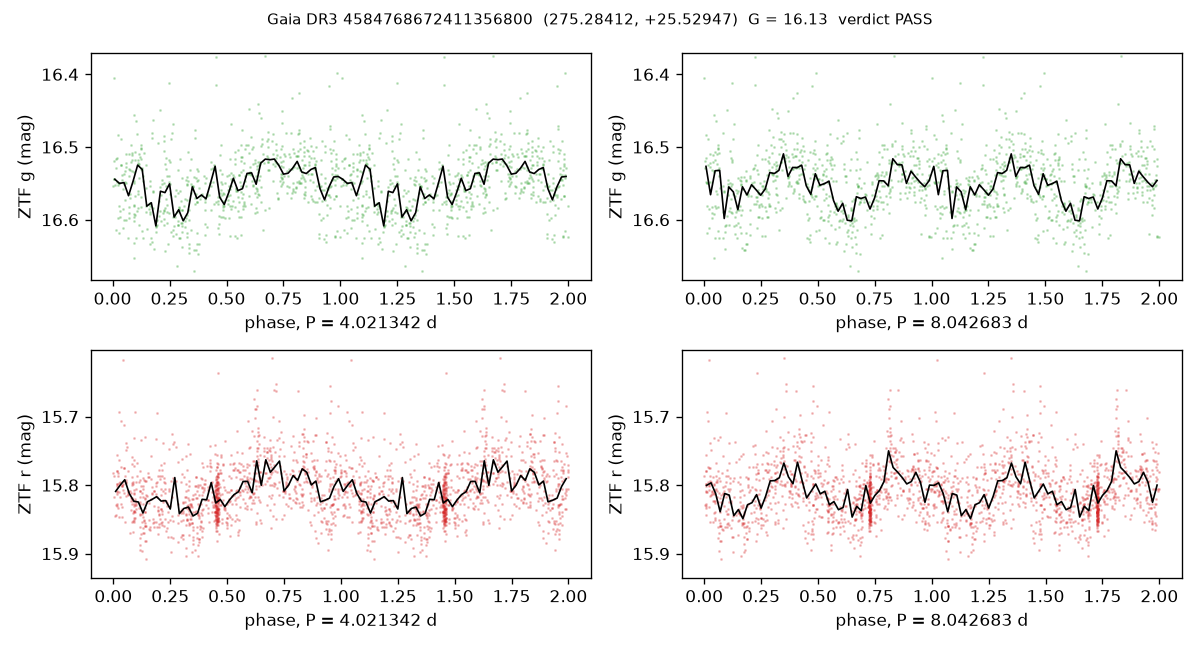 Gaia DR3 4584768672411356800 (275.28412, +25.52947) G = 16.13 verdict PASS
ZTF g (mag)
16.4
16.5
16.6
0.00 0.25 0.50 0.75 1.00 1.25 1.50 1.75 2.00
phase, P = 4.021342 d
ZTF g (mag)
16.4
16.5
16.6
0.00 0.25 0.50 0.75 1.00 1.25 1.50 1.75 2.00
phase, P = 8.042683 d
ZTF r (mag)
15.7
15.8
15.9
0.00 0.25 0.50 0.75 1.00 1.25 1.50 1.75 2.00
phase, P = 4.021342 d
ZTF r (mag)
15.7
15.8
15.9
0.00 0.25 0.50 0.75 1.00 1.25 1.50 1.75 2.00
phase, P = 8.042683 d